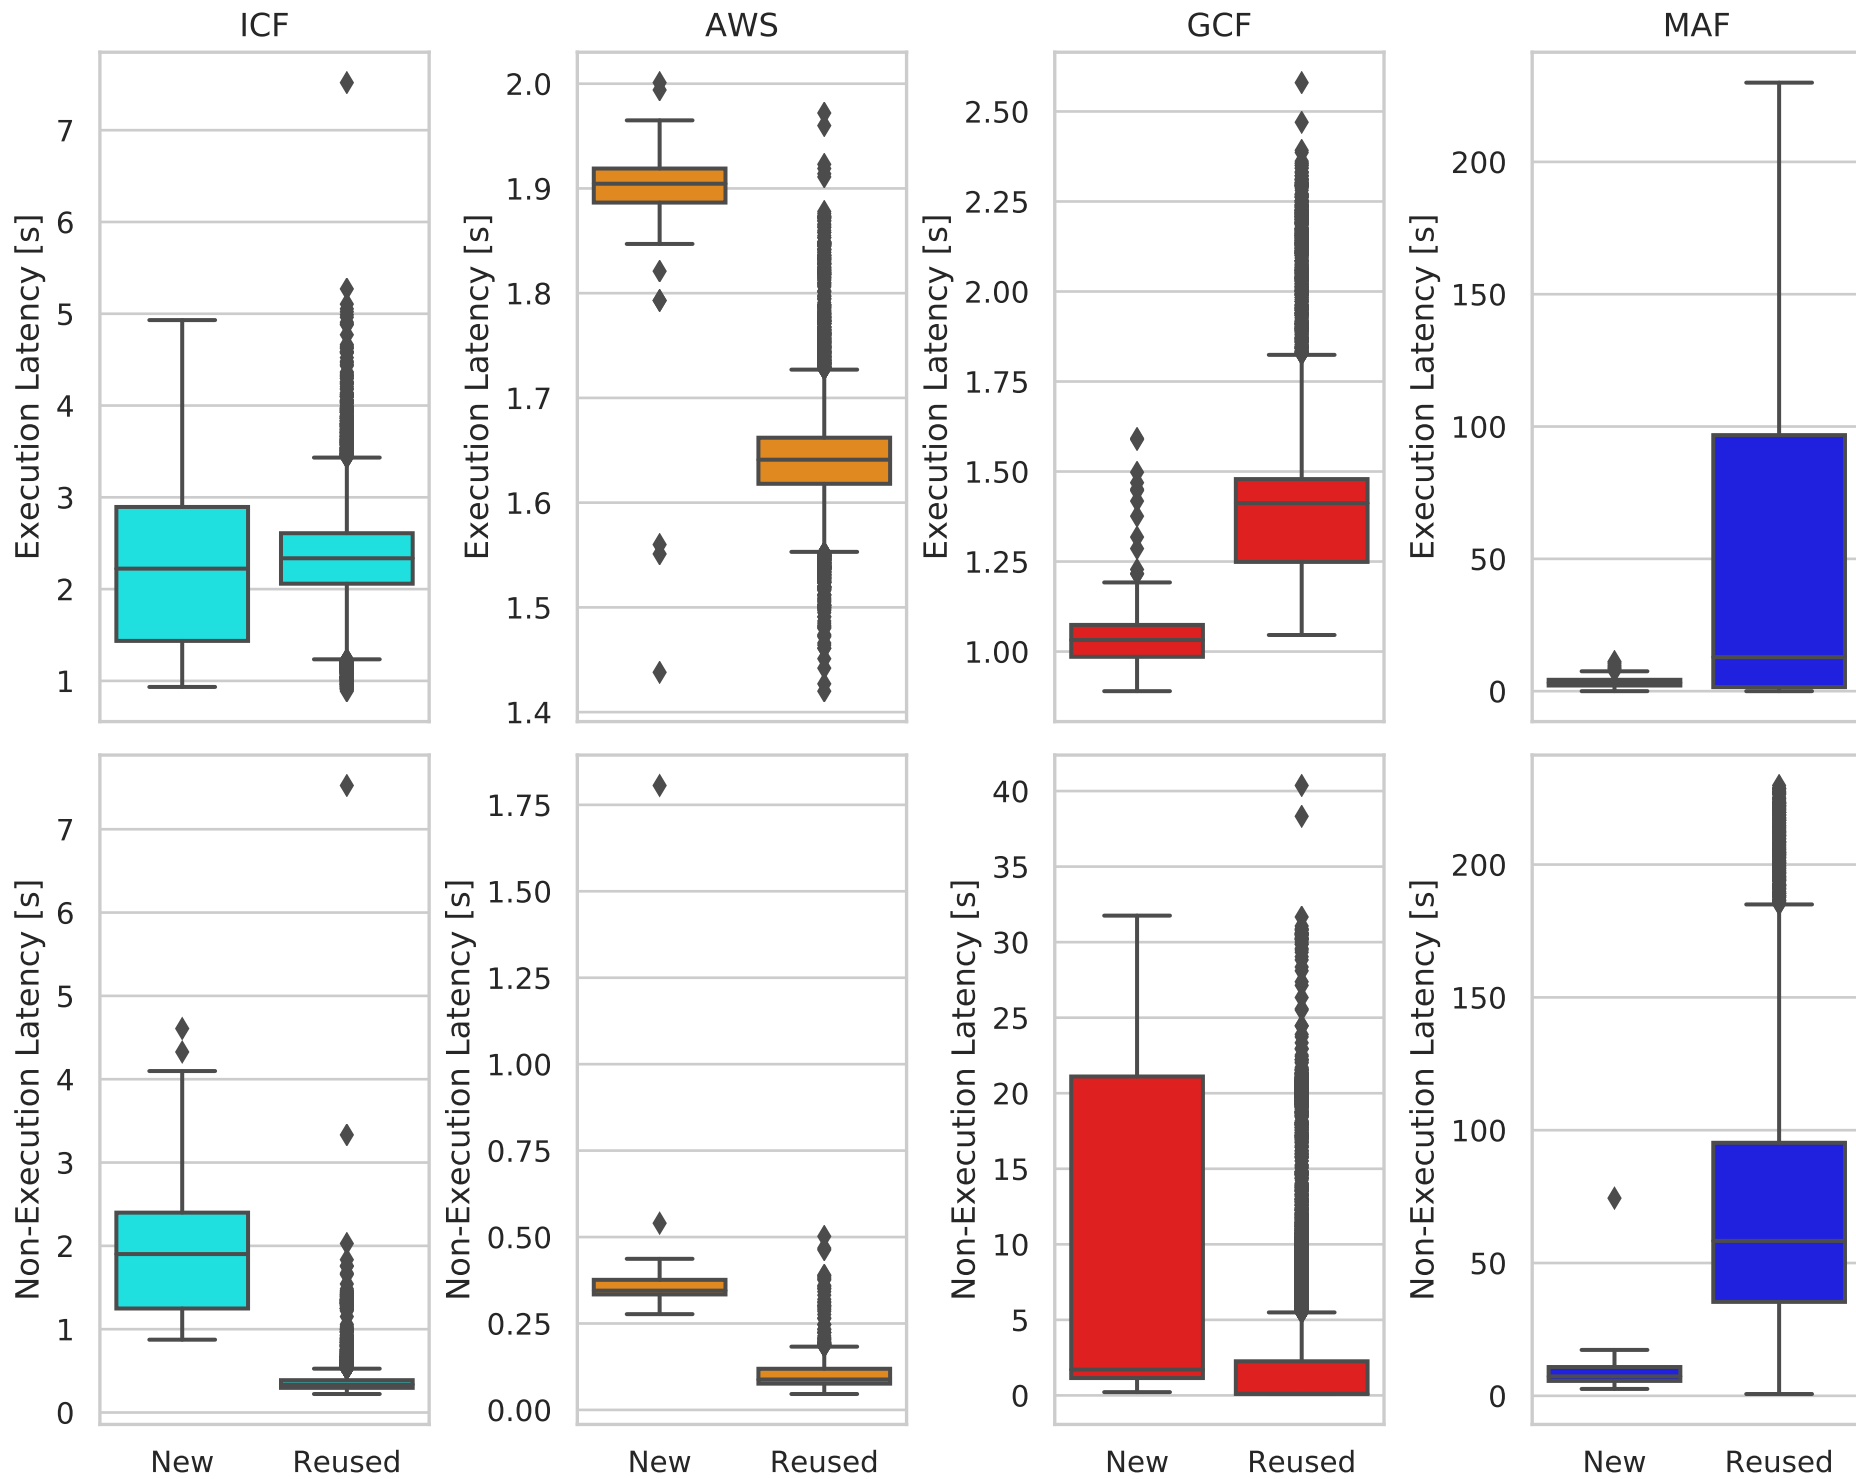 ICF
AWS
GCF
MAF
Execution Latency [s]
7
6
5
4
3
2
1
Execution Latency [s]
2.0
1.9
1.8
1.7
1.6
1.5
1.4
Execution Latency [s]
2.50
2.25
2.00
1.75
1.50
1.25
1.00
Execution Latency [s]
200
150
100
50
0
Non-Execution Latency [s]
7
6
5
4
3
2
1
0
New
Reused
Non-Execution Latency [s]
1.75
1.50
1.25
1.00
0.75
0.50
0.25
0.00
New
Reused
Non-Execution Latency [s]
40
35
30
25
20
15
10
5
0
New
Reused
Non-Execution Latency [s]
200
150
100
50
0
New
Reused